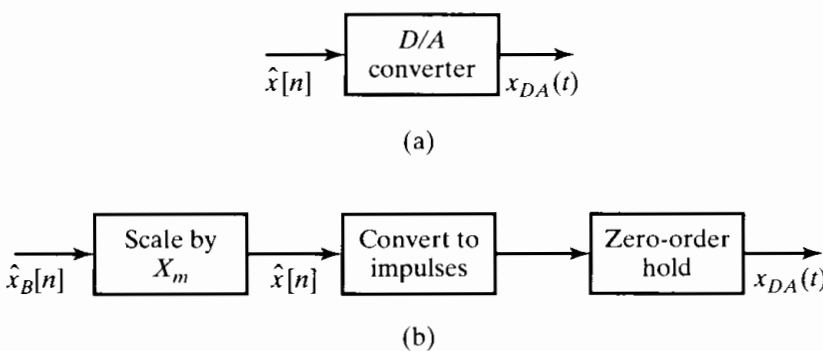 D/A
converter
x̂[n]
x_DA(t)
(a)
Scale by
X_m
Convert to
impulses
Zero-order
hold
x̂_B[n]
x̂[n]
x_DA(t)
(b)